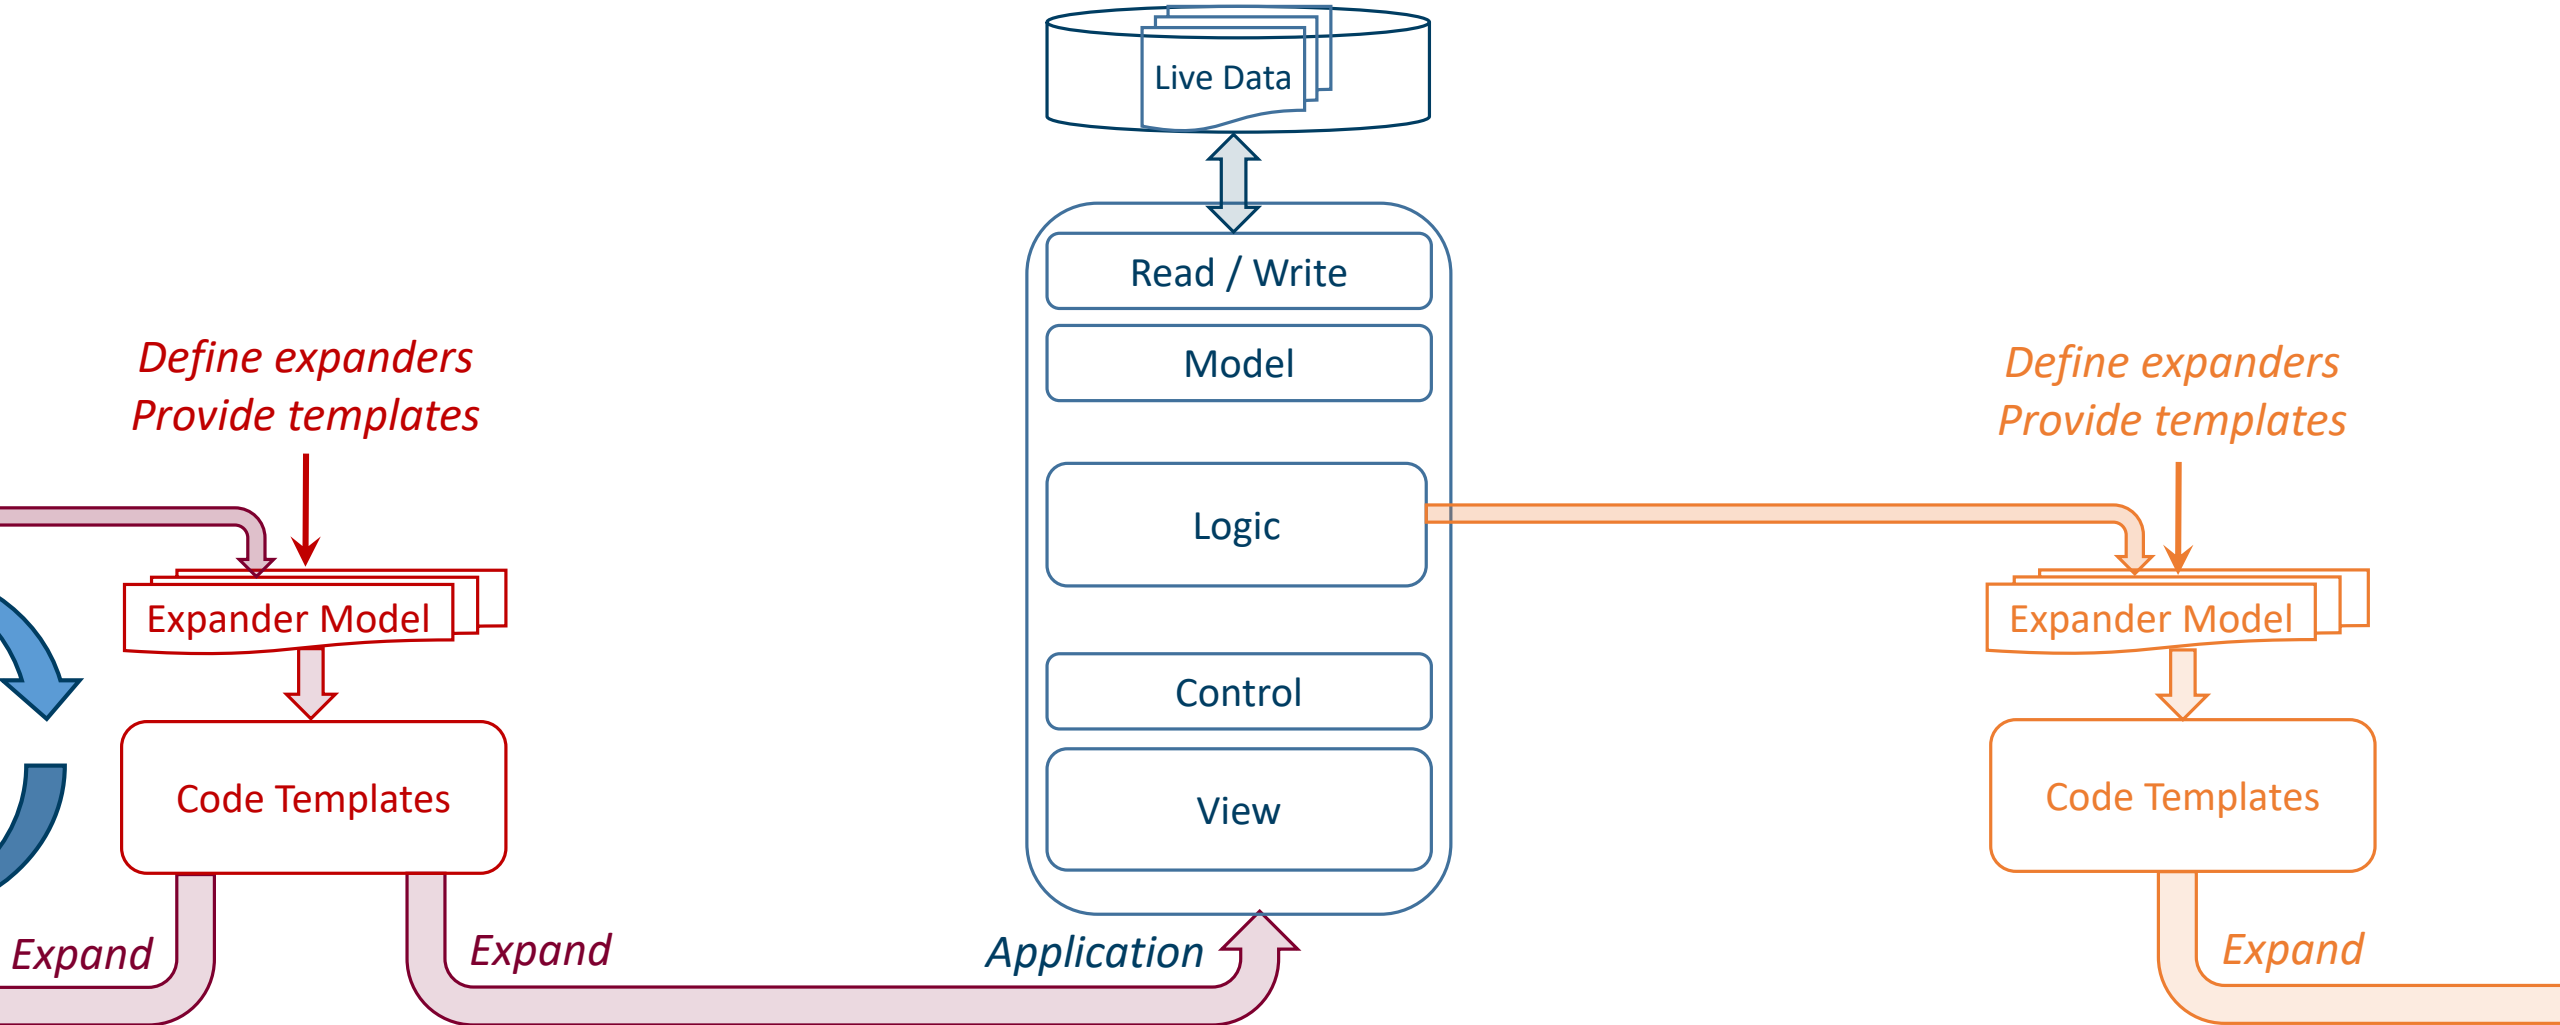 Live Data
Read / Write
Model
Logic
Control
View
Application
Define expanders
Provide templates
Expander Model
Code Templates
Expand
Expand
Define expanders
Provide templates
Expander Model
Code Templates
Expand